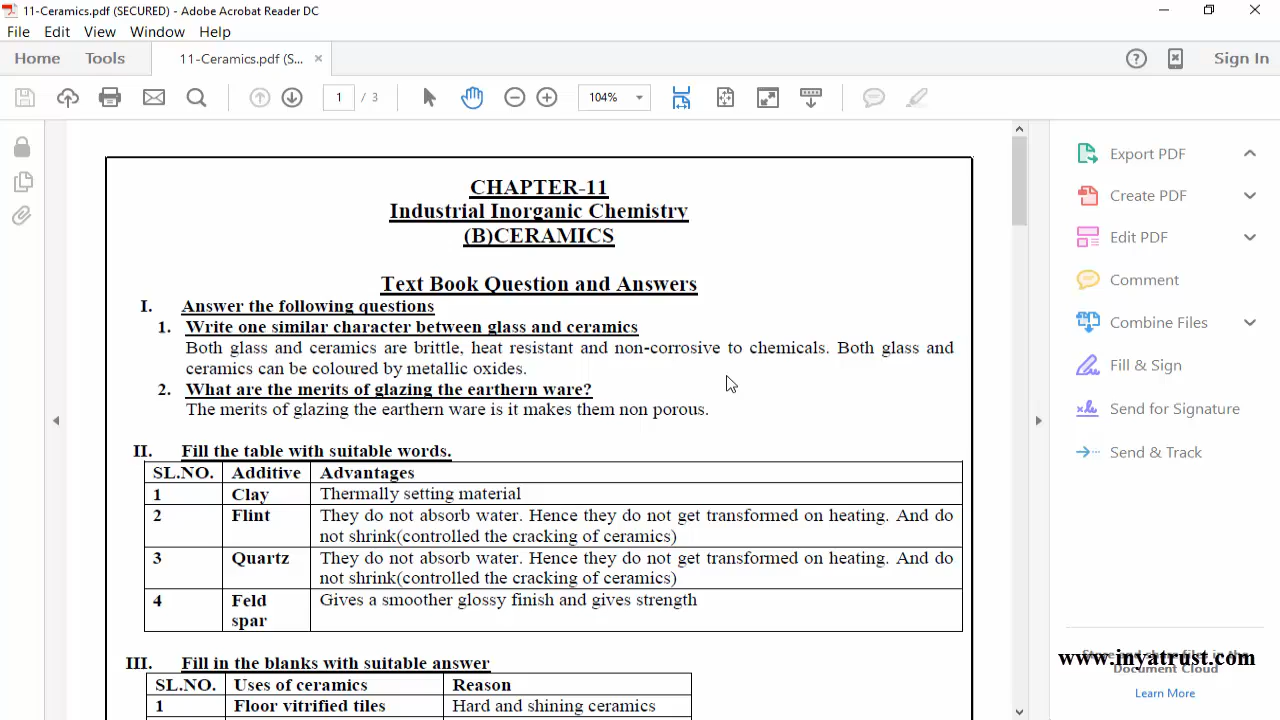 11-Ceramics.pdf (SECURED) - Adobe Acrobat Reader DC
File Edit View Window Help
Home Tools 11-Ceramics.pdf (S... × Sign In
1 / 3 104%
CHAPTER-11
Industrial Inorganic Chemistry
(B)CERAMICS
Text Book Question and Answers
I. Answer the following questions
1. Write one similar character between glass and ceramics
Both glass and ceramics are brittle, heat resistant and non-corrosive to chemicals. Both glass and
ceramics can be coloured by metallic oxides.
2. What are the merits of glazing the earthern ware?
The merits of glazing the earthern ware is it makes them non porous.
II. Fill the table with suitable words.
SL.NO. Additive Advantages
1 Clay Thermally setting material
2 Flint They do not absorb water. Hence they do not get transformed on heating. And do
not shrink(controlled the cracking of ceramics)
3 Quartz They do not absorb water. Hence they do not get transformed on heating. And do
not shrink(controlled the cracking of ceramics)
4 Feld Gives a smoother glossy finish and gives strength
spar
III. Fill in the blanks with suitable answer
SL.NO. Uses of ceramics Reason
1 Floor vitrified tiles Hard and shining ceramics
Export PDF
Create PDF
Edit PDF
Comment
Combine Files
Fill & Sign
Send for Signature
Send & Track
Store and share files in the
www.inyatrust.com
Document Cloud
Learn More